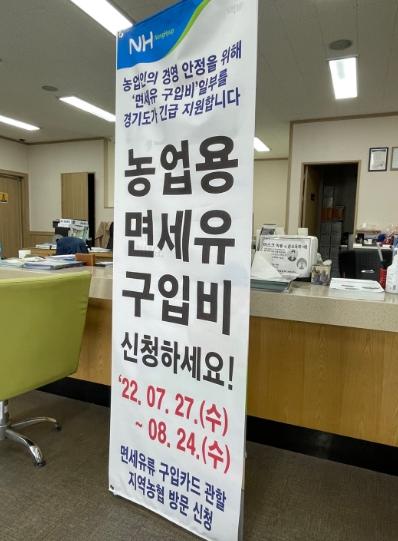 NH NongHyup
농업인의 경영 안정을 위해
'면세유 구입비'일부를
경기도가 긴급 지원합니다
농업용
면세유
구입비
신청하세요!
'22. 07. 27.(수)
~ 08. 24.(수)
면세유류 구입카드 관할
지역농협 방문 신청